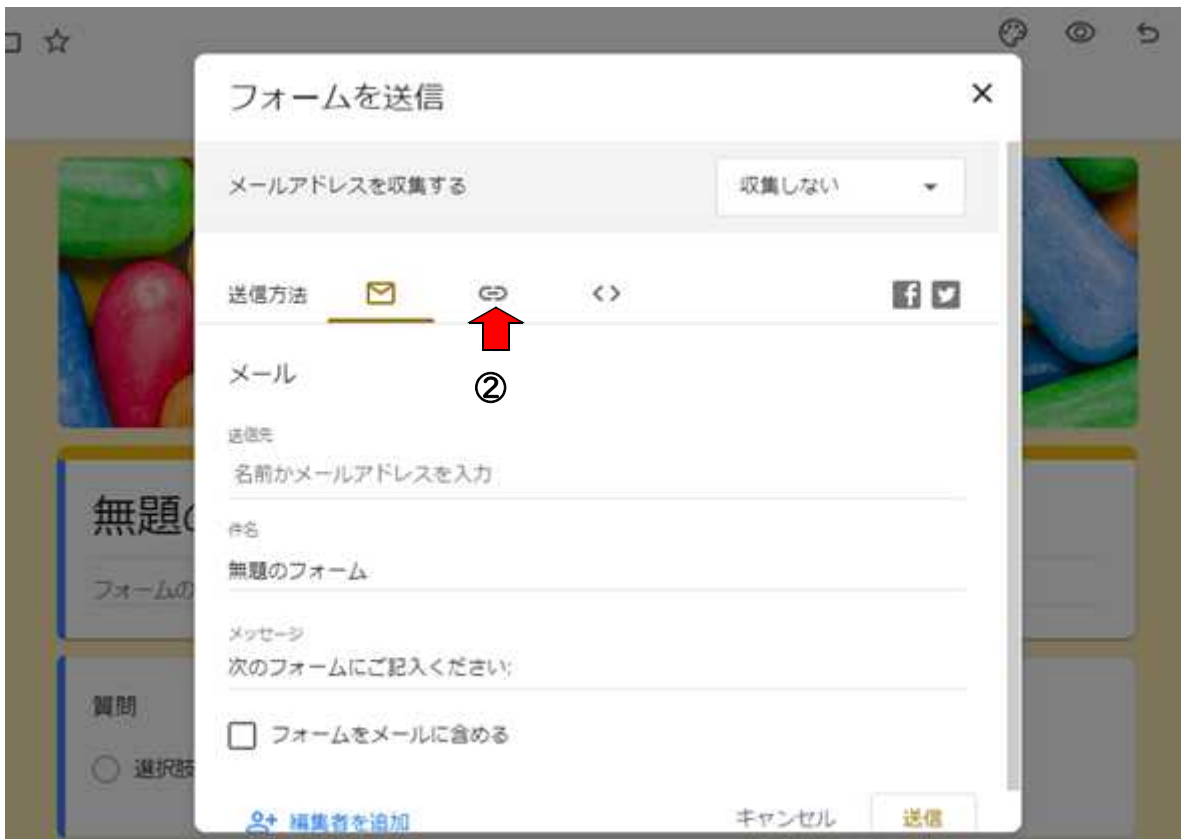 フォームを送信
メールアドレスを収集する 収集しない
送信方法
②
メール
送信先
名前かメールアドレスを入力
件名
無題のフォーム
メッセージ
次のフォームにご記入ください:
フォームをメールに含める
編集者を追加 キャンセル 送信
無題の
フォームの
質問
選択肢